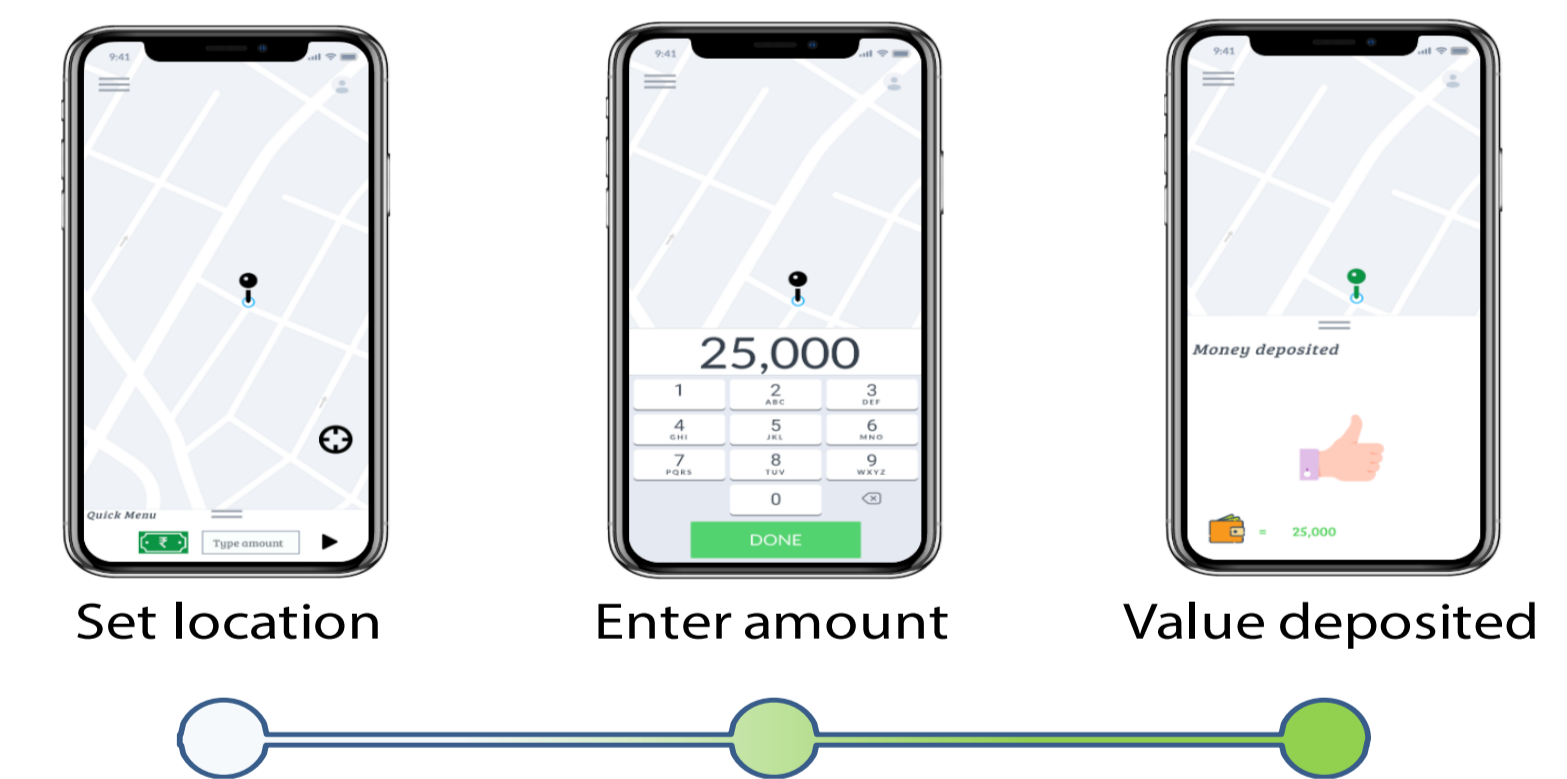 9:41
Quick Menu
₹
Type amount
Set location
9:41
25,000
1
2
ABC
3
DEF
4
GHI
5
JKL
6
MNO
7
PQRS
8
TUV
9
WXYZ
0
DONE
Enter amount
9:41
Money deposited
= 25,000
Value deposited